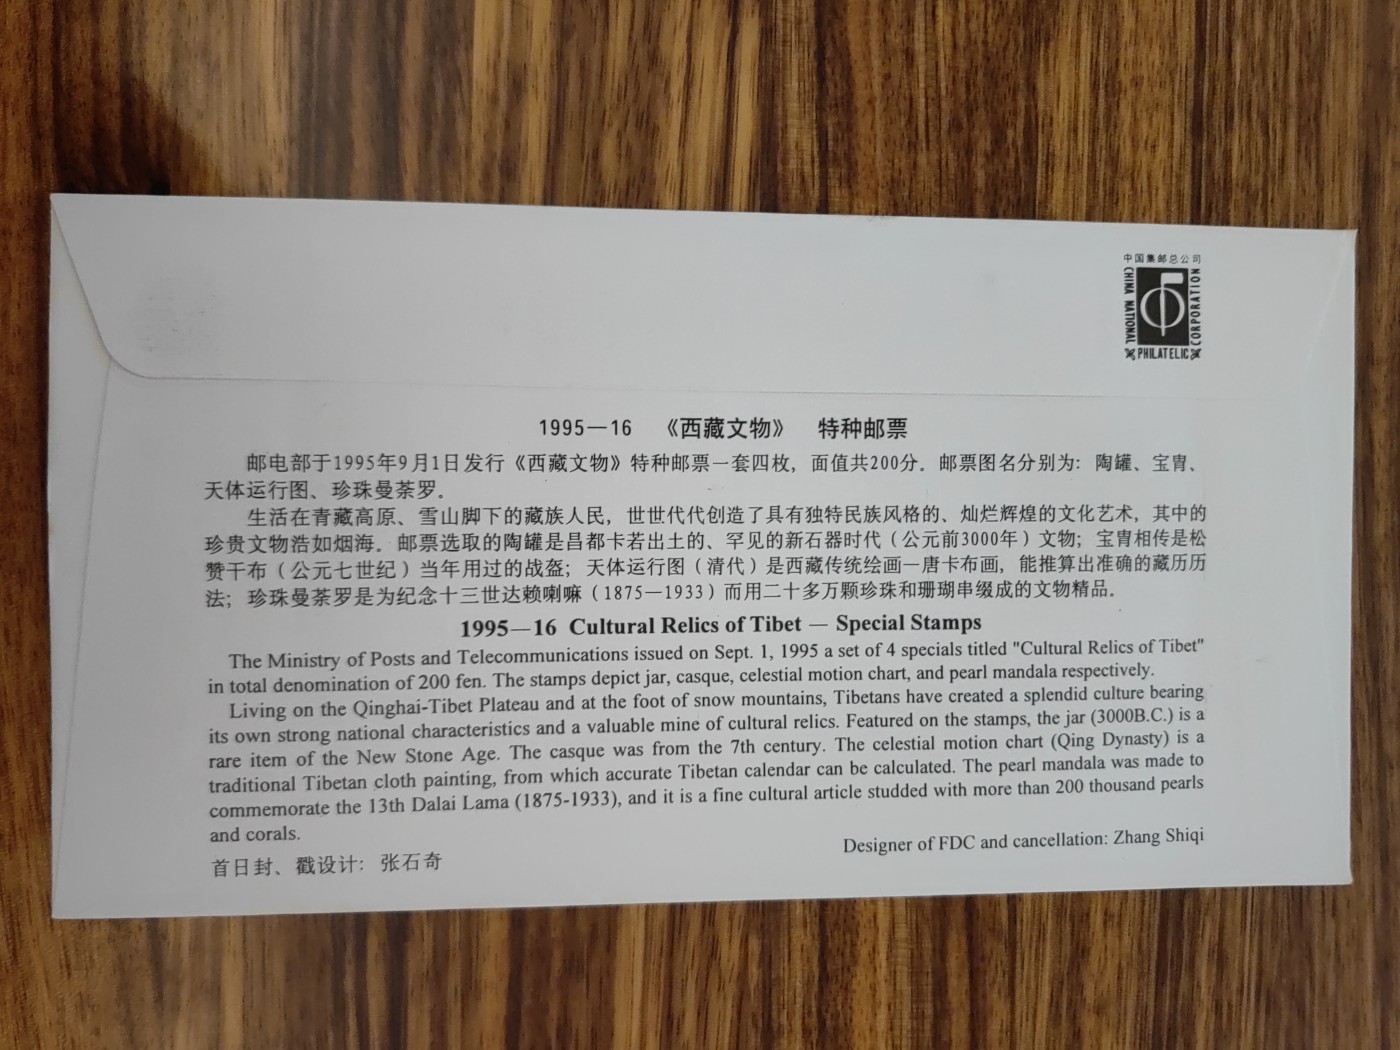 中国集邮总公司
CHINA NATIONAL
PHILATELIC
CORPORATION
1995—16 《西藏文物》 特种邮票
邮电部于1995年9月1日发行《西藏文物》特种邮票一套四枚，面值共200分。邮票图名分别为：陶罐、宝胄、
天体运行图、珍珠曼荼罗。
生活在青藏高原、雪山脚下的藏族人民，世世代代创造了具有独特民族风格的、灿烂辉煌的文化艺术，其中的
珍贵文物浩如烟海。邮票选取的陶罐是昌都卡若出土的、罕见的新石器时代（公元前3000年）文物；宝胄相传是松
赞干布（公元七世纪）当年用过的战盔；天体运行图（清代）是西藏传统绘画—唐卡布画，能推算出准确的藏历历
法；珍珠曼荼罗是为纪念十三世达赖喇嘛（1875—1933）而用二十多万颗珍珠和珊瑚串缀成的文物精品。
1995—16 Cultural Relics of Tibet — Special Stamps
The Ministry of Posts and Telecommunications issued on Sept. 1, 1995 a set of 4 specials titled "Cultural Relics of Tibet"
in total denomination of 200 fen. The stamps depict jar, casque, celestial motion chart, and pearl mandala respectively.
Living on the Qinghai-Tibet Plateau and at the foot of snow mountains, Tibetans have created a splendid culture bearing
its own strong national characteristics and a valuable mine of cultural relics. Featured on the stamps, the jar (3000B.C.) is a
rare item of the New Stone Age. The casque was from the 7th century. The celestial motion chart (Qing Dynasty) is a
traditional Tibetan cloth painting, from which accurate Tibetan calendar can be calculated. The pearl mandala was made to
commemorate the 13th Dalai Lama (1875-1933), and it is a fine cultural article studded with more than 200 thousand pearls
and corals.
首日封、戳设计：张石奇
Designer of FDC and cancellation: Zhang Shiqi